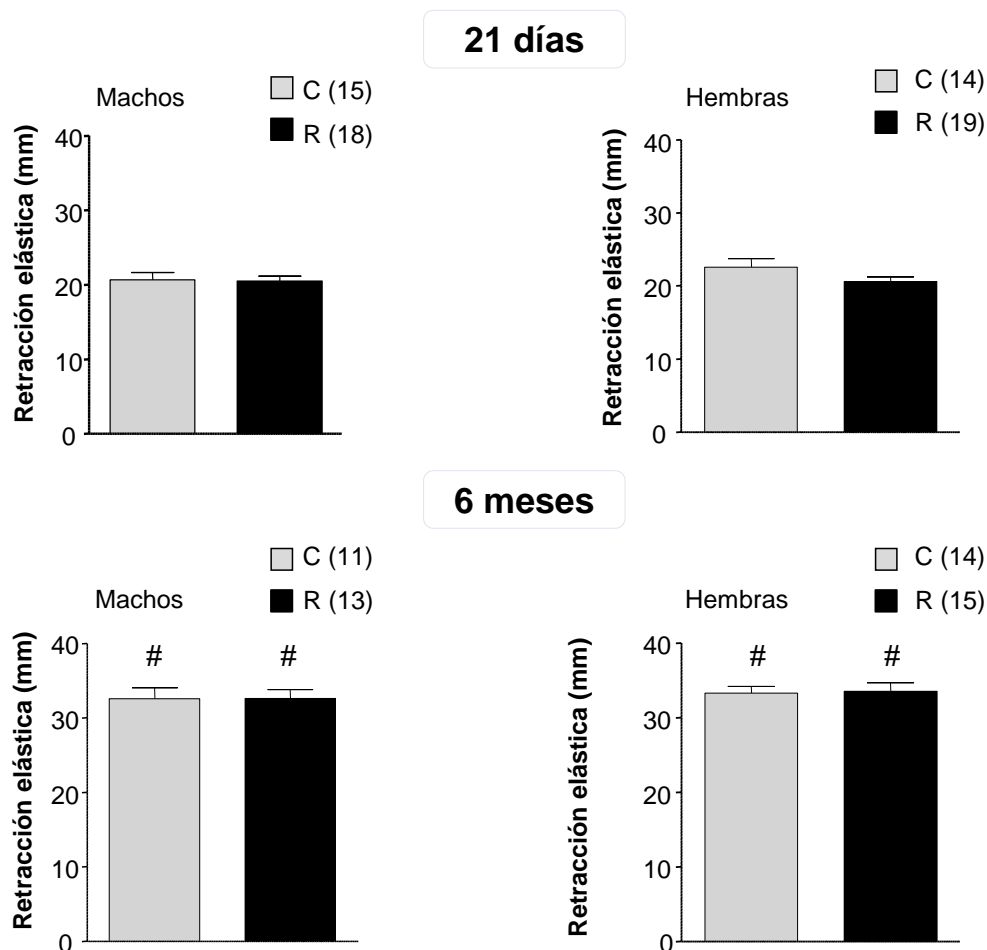 21 días
Machos
C (15)
R (18)
Retracción elástica (mm)
40
30
20
10
0
Hembras
C (14)
R (19)
Retracción elástica (mm)
40
30
20
10
0
6 meses
Machos
C (11)
R (13)
Retracción elástica (mm)
40
30
20
10
0
# #
Hembras
C (14)
R (15)
Retracción elástica (mm)
40
30
20
10
0
# #